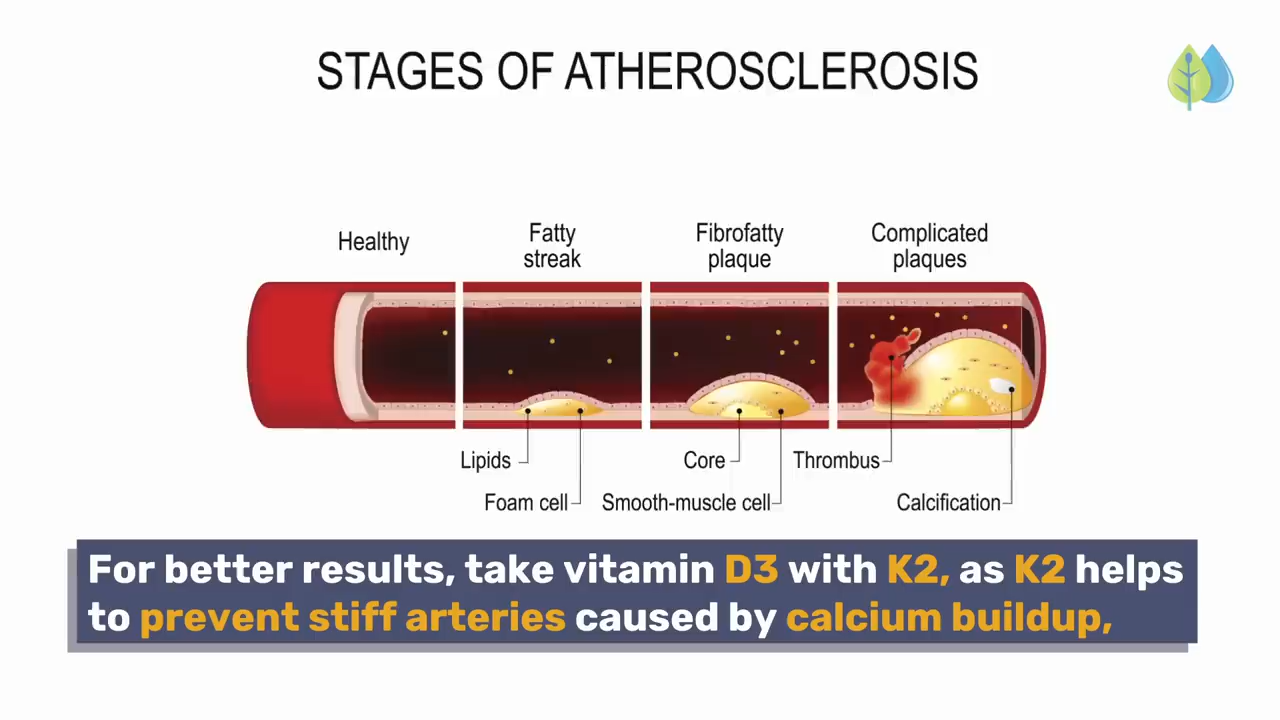 STAGES OF ATHEROSCLEROSIS
Healthy
Fatty
streak
Fibrofatty
plaque
Complicated
plaques
Lipids
Foam cell
Core
Smooth-muscle cell
Thrombus
Calcification
For better results, take vitamin D3 with K2, as K2 helps
to prevent stiff arteries caused by calcium buildup,